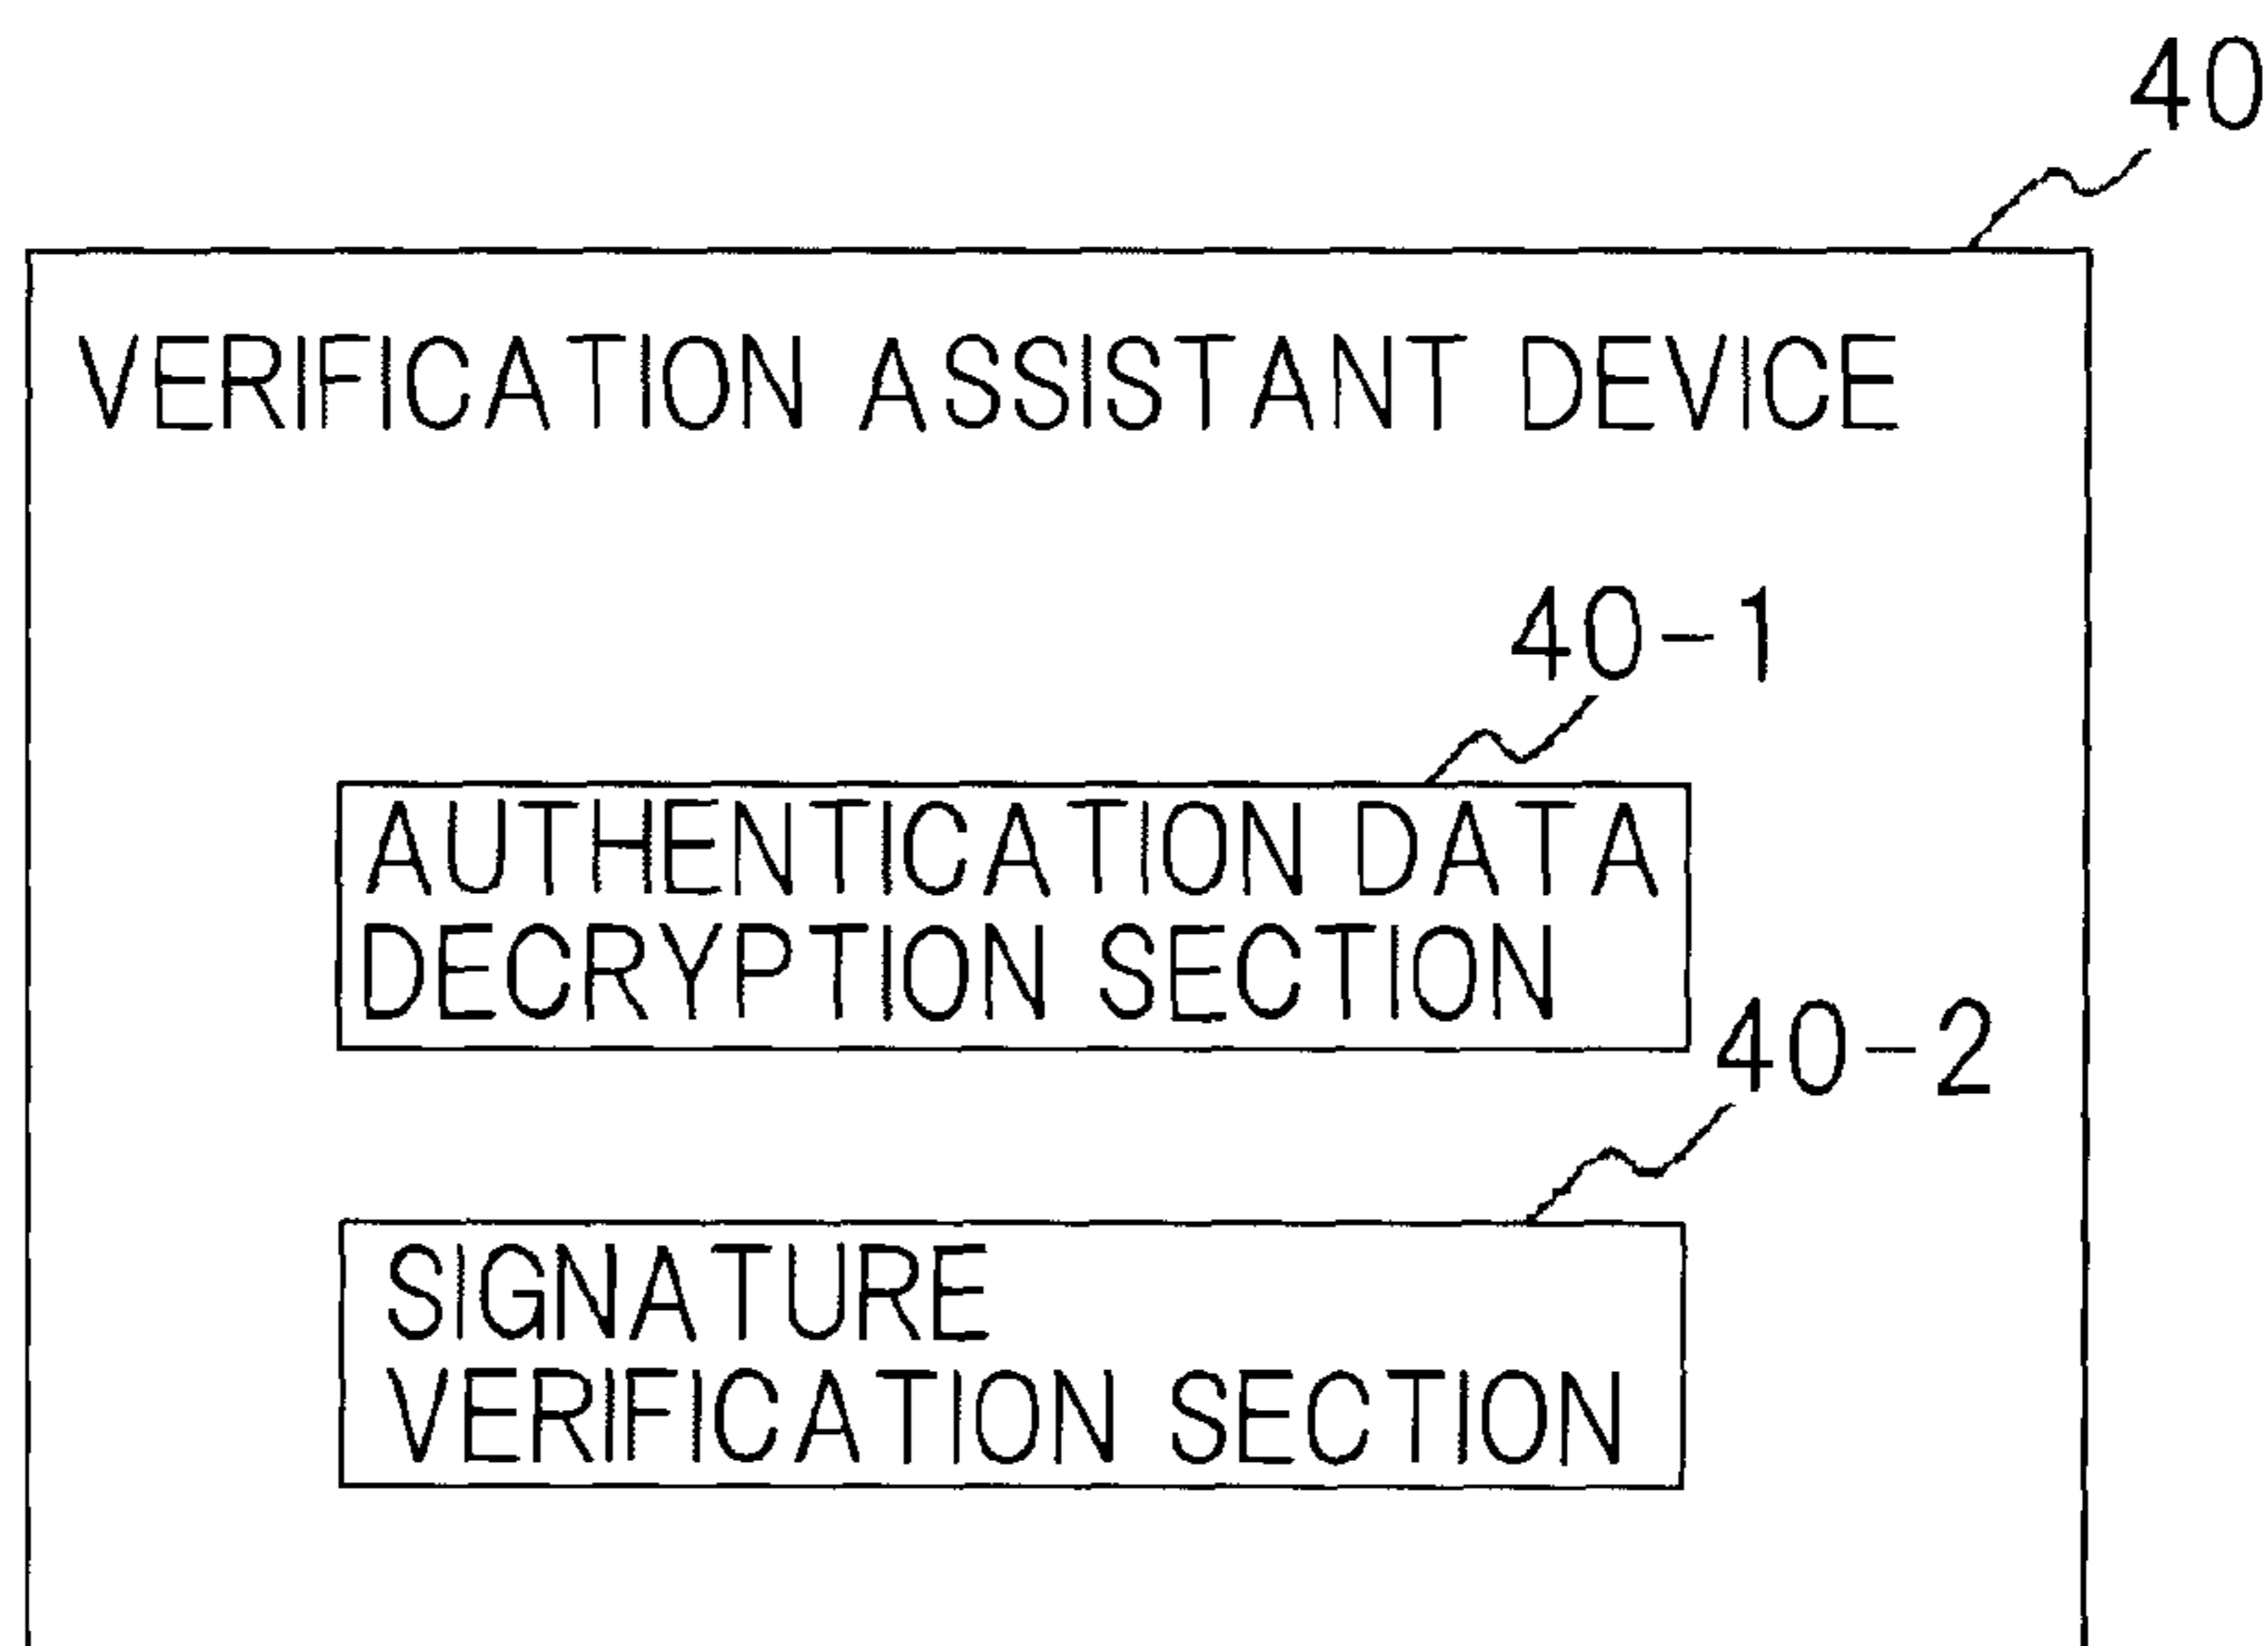 40
VERIFICATION ASSISTANT DEVICE
40-1
AUTHENTICATION DATA
DECRYPTION SECTION
40-2
SIGNATURE
VERIFICATION SECTION